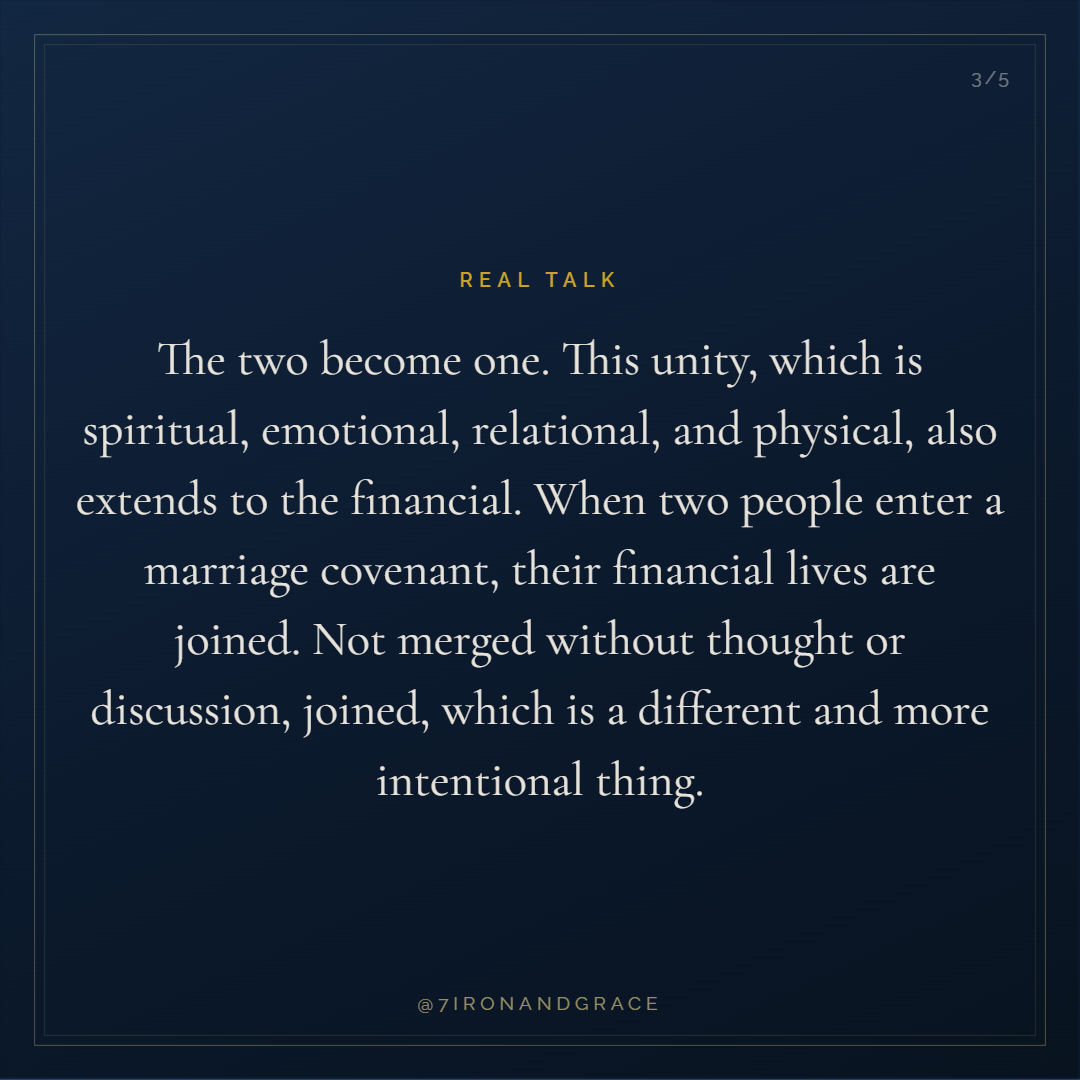 3/5
REAL TALK
The two become one. This unity, which is
spiritual, emotional, relational, and physical, also
extends to the financial. When two people enter a
marriage covenant, their financial lives are
joined. Not merged without thought or
discussion, joined, which is a different and more
intentional thing.
@7IRONANDGRACE